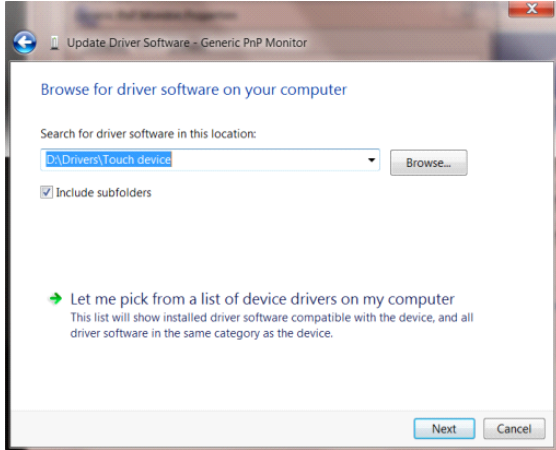 Update Driver Software - Generic PnP Monitor
Browse for driver software on your computer
Search for driver software in this location:
D:\Drivers\Touch device
Browse...
Include subfolders
Let me pick from a list of device drivers on my computer
This list will show installed driver software compatible with the device, and all
driver software in the same category as the device.
Next
Cancel